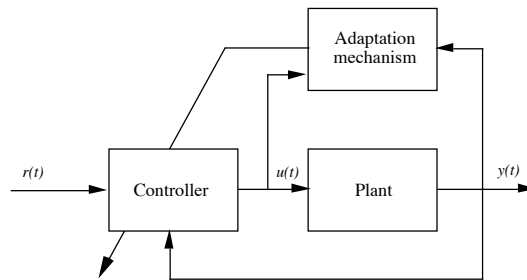 Adaptation
mechanism
r(t)
Controller
u(t)
Plant
y(t)